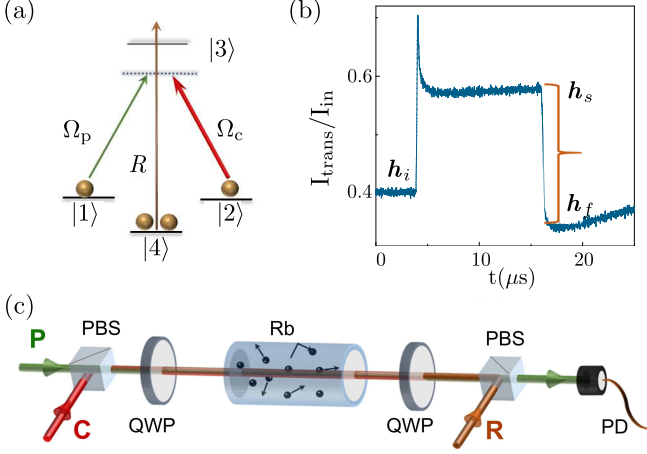 (a)
|3⟩
Ωp
R
Ωc
|1⟩
|2⟩
|4⟩
(b)
Itrans/Iin
0.6
0.4
hi
hs
hf
0
10
20
t(μs)
(c)
P
PBS
Rb
PBS
C
QWP
QWP
R
PD